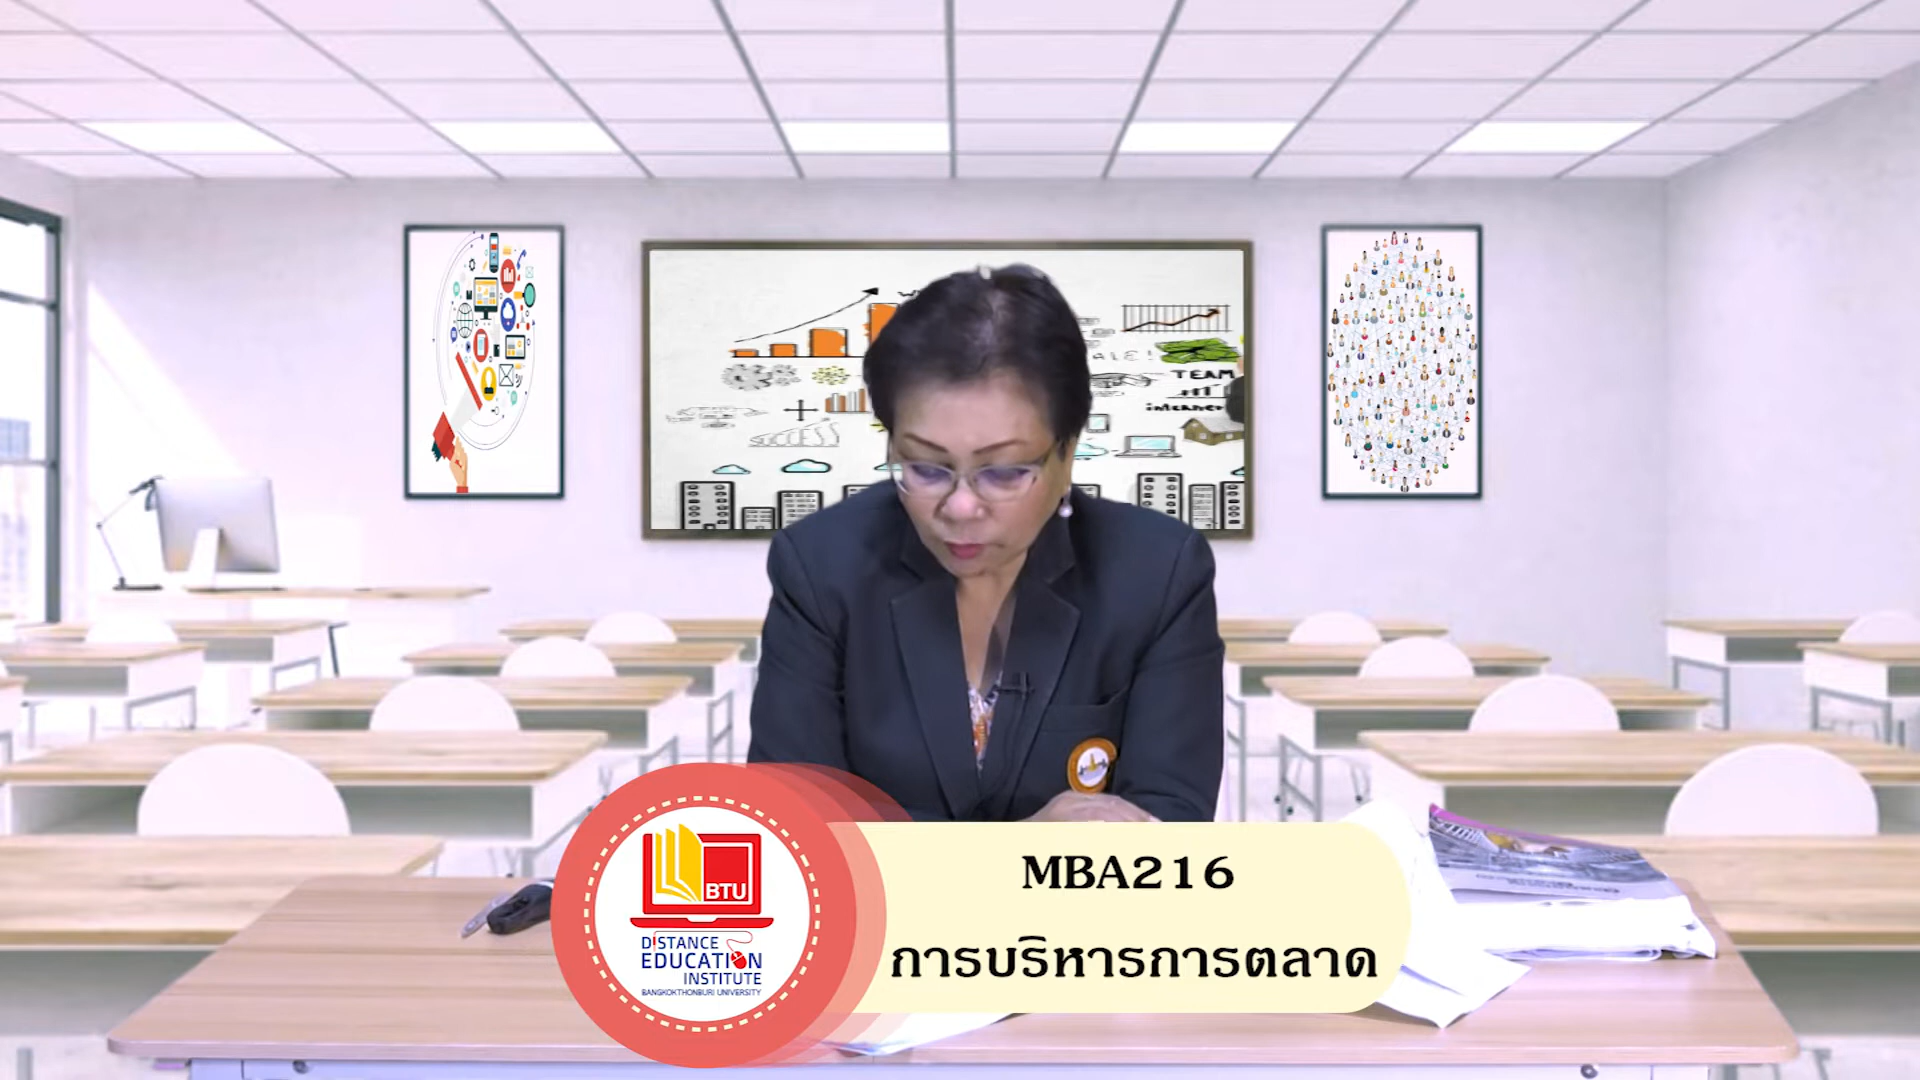 SUCCESS
TEAM
internet
BTU
DISTANCE
EDUCATION
INSTITUTE
BANGKOKTHONBURI UNIVERSITY
MBA216
การบริหารการตลาด